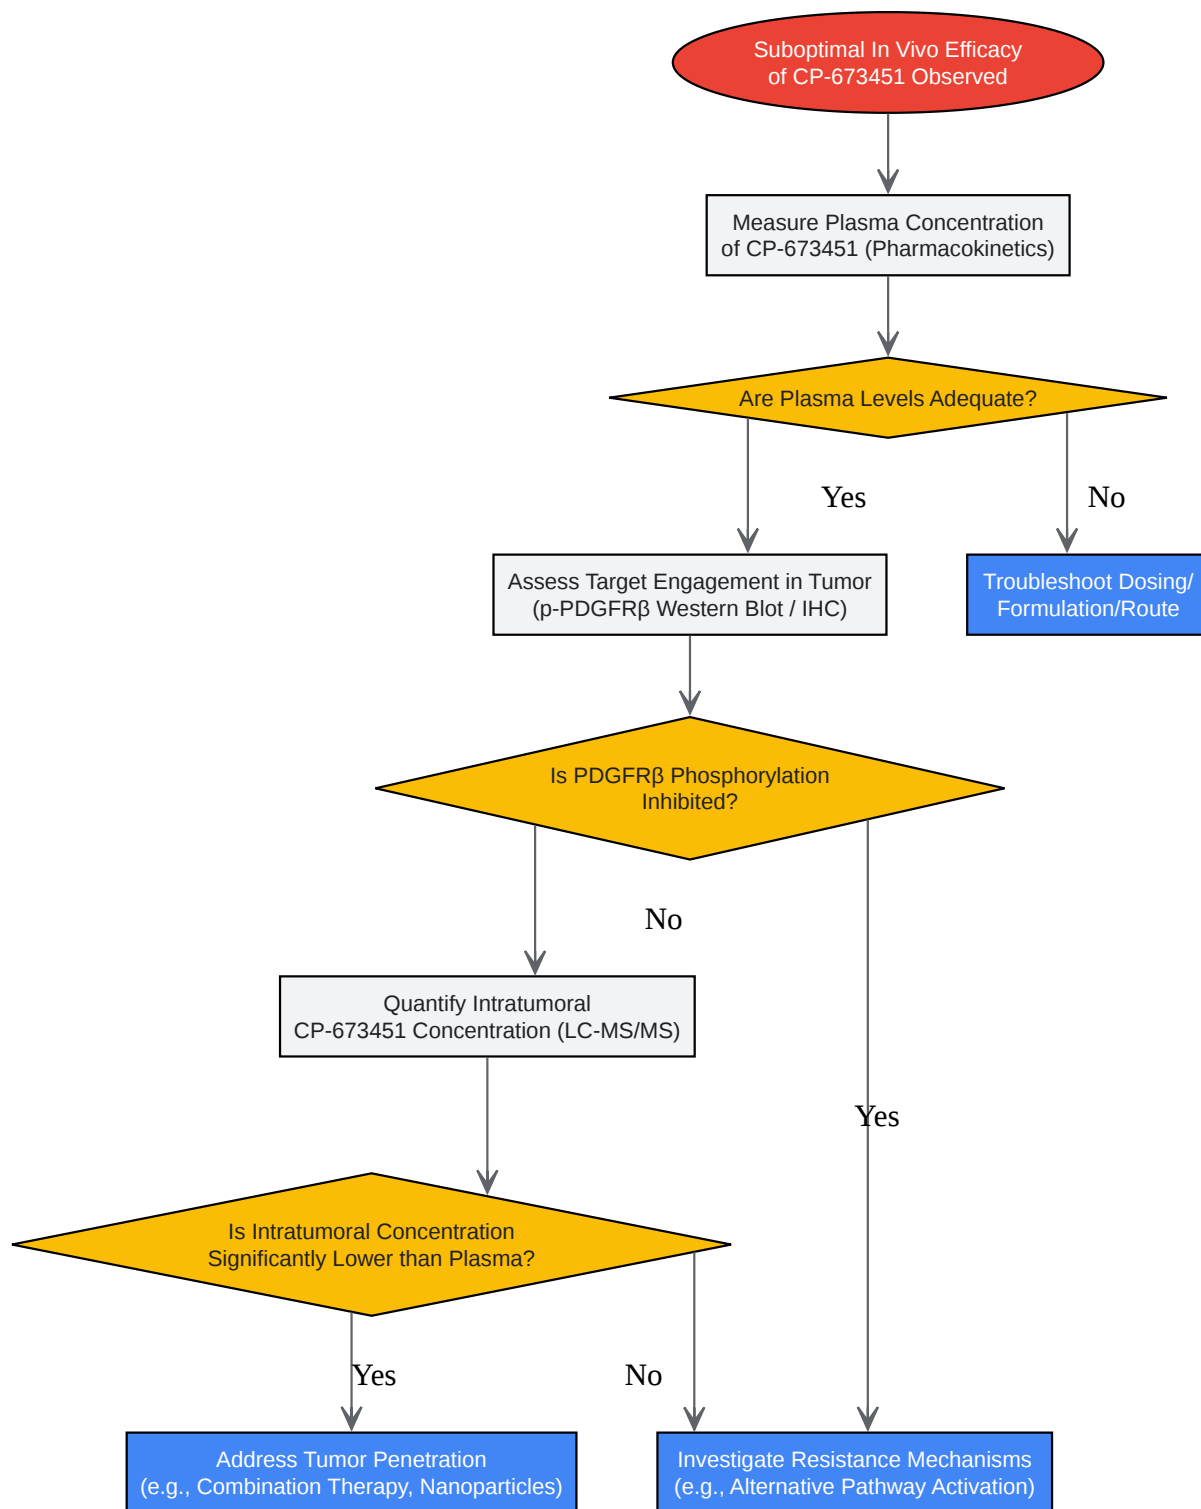 Suboptimal In Vivo Efficacy
of CP-673451 Observed
Measure Plasma Concentration
of CP-673451 (Pharmacokinetics)
Are Plasma Levels Adequate?
Yes
No
Assess Target Engagement in Tumor
(p-PDGFRβ Western Blot / IHC)
Troubleshoot Dosing/
Formulation/Route
Is PDGFRβ Phosphorylation
Inhibited?
No
Quantify Intratumoral
CP-673451 Concentration (LC-MS/MS)
Yes
Is Intratumoral Concentration
Significantly Lower than Plasma?
Yes
No
Address Tumor Penetration
(e.g., Combination Therapy, Nanoparticles)
Investigate Resistance Mechanisms
(e.g., Alternative Pathway Activation)